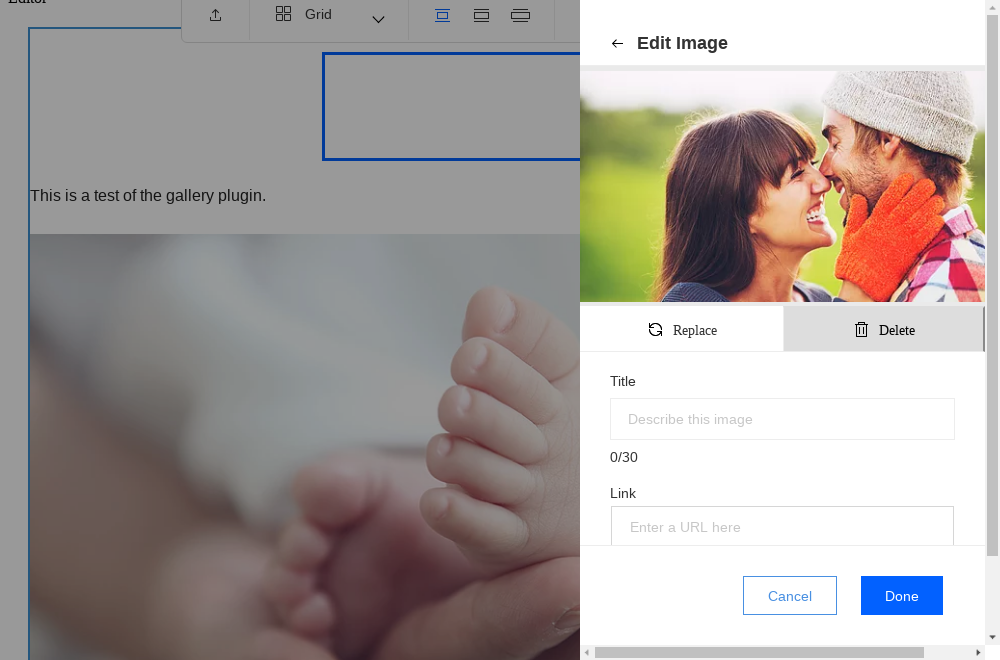 Editor
Grid
Edit Image
This is a test of the gallery plugin.
Replace
Delete
Title
Describe this image
0/30
Link
Enter a URL here
Cancel
Done